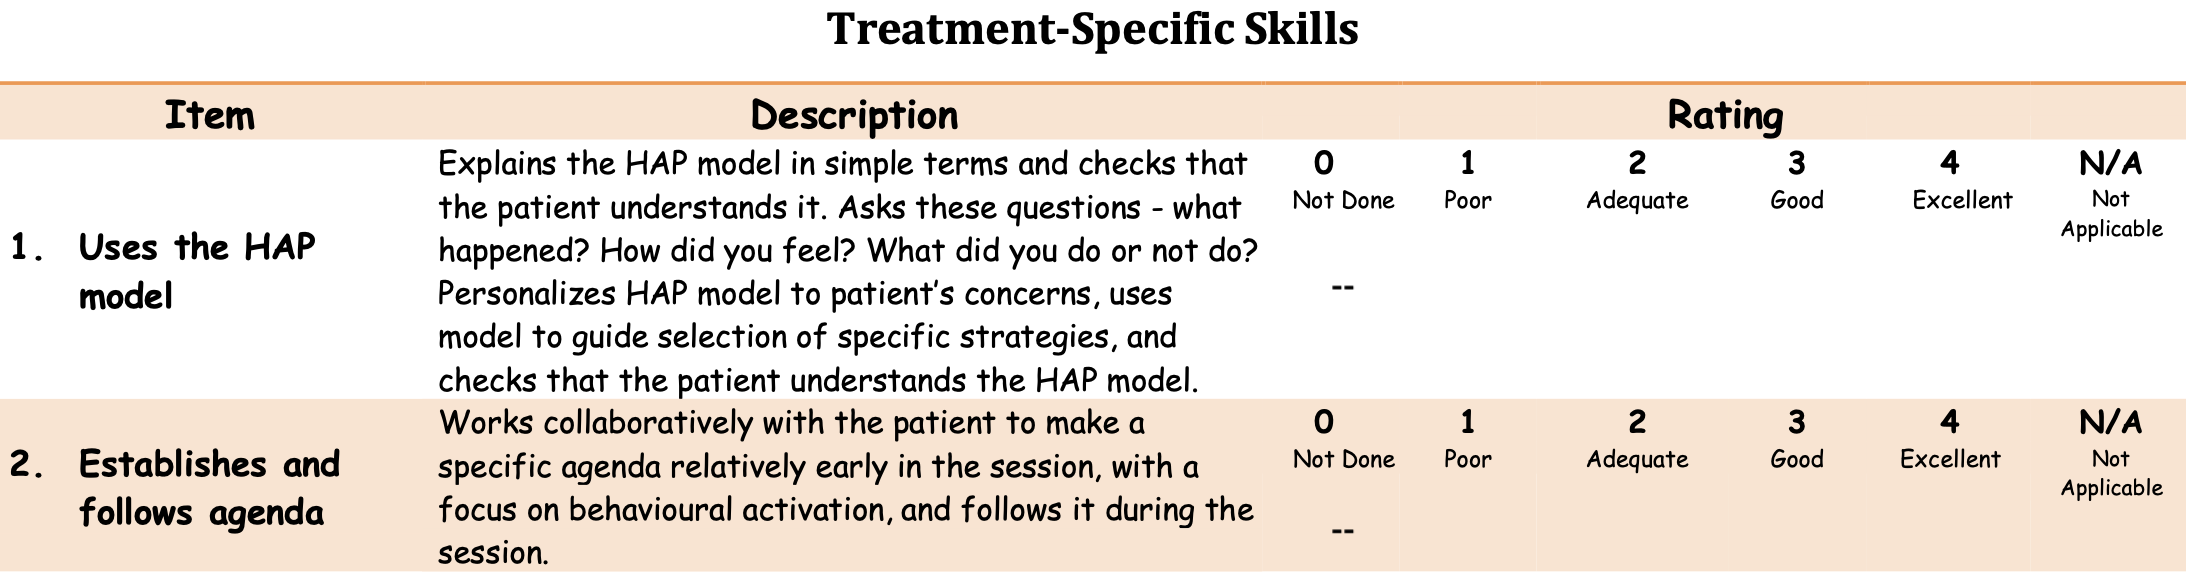 Treatment-Specific Skills
Item Description Rating
1. Uses the HAP
model
Explains the HAP model in simple terms and checks that
the patient understands it. Asks these questions - what
happened? How did you feel? What did you do or not do?
Personalizes HAP model to patient's concerns, uses
model to guide selection of specific strategies, and
checks that the patient understands the HAP model.
0 1 2 3 4 N/A
Not Done Poor Adequate Good Excellent Not
Applicable
--
2. Establishes and
follows agenda
Works collaboratively with the patient to make a
specific agenda relatively early in the session, with a
focus on behavioural activation, and follows it during the
session.
0 1 2 3 4 N/A
Not Done Poor Adequate Good Excellent Not
Applicable
--